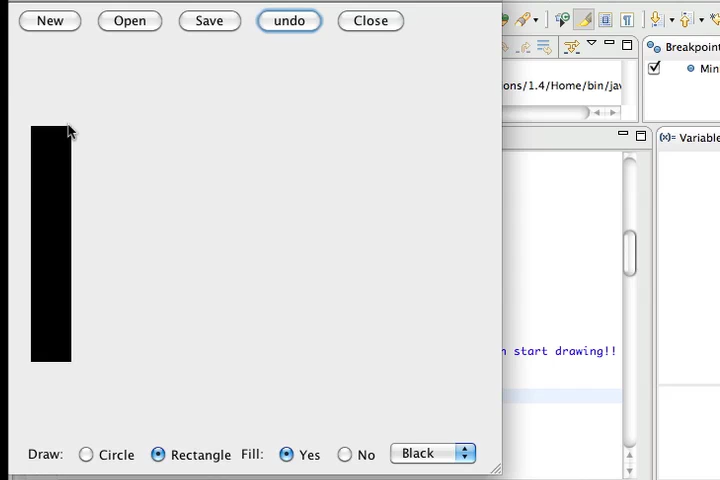 New Open Save undo Close
Breakpoint
Min
ons/1.4/Home/bin/jav
(x)= Variable
n start drawing!!
Draw: Circle Rectangle Fill: Yes No Black